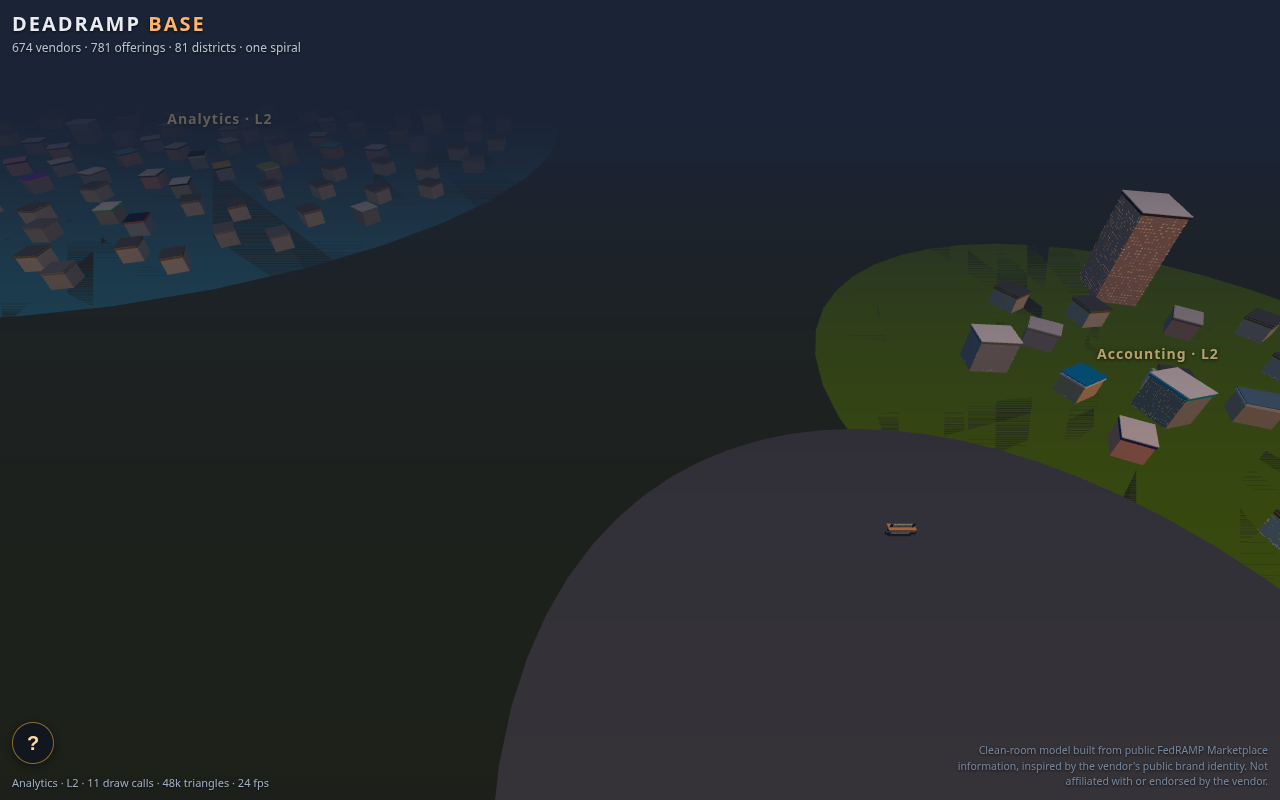 DEADRAMP BASE
674 vendors · 781 offerings · 81 districts · one spiral
Analytics · L2
Accounting · L2
?
Analytics · L2 · 11 draw calls · 48k triangles · 24 fps
Clean-room model built from public FedRAMP Marketplace
information, inspired by the vendor's public brand identity. Not
affiliated with or endorsed by the vendor.